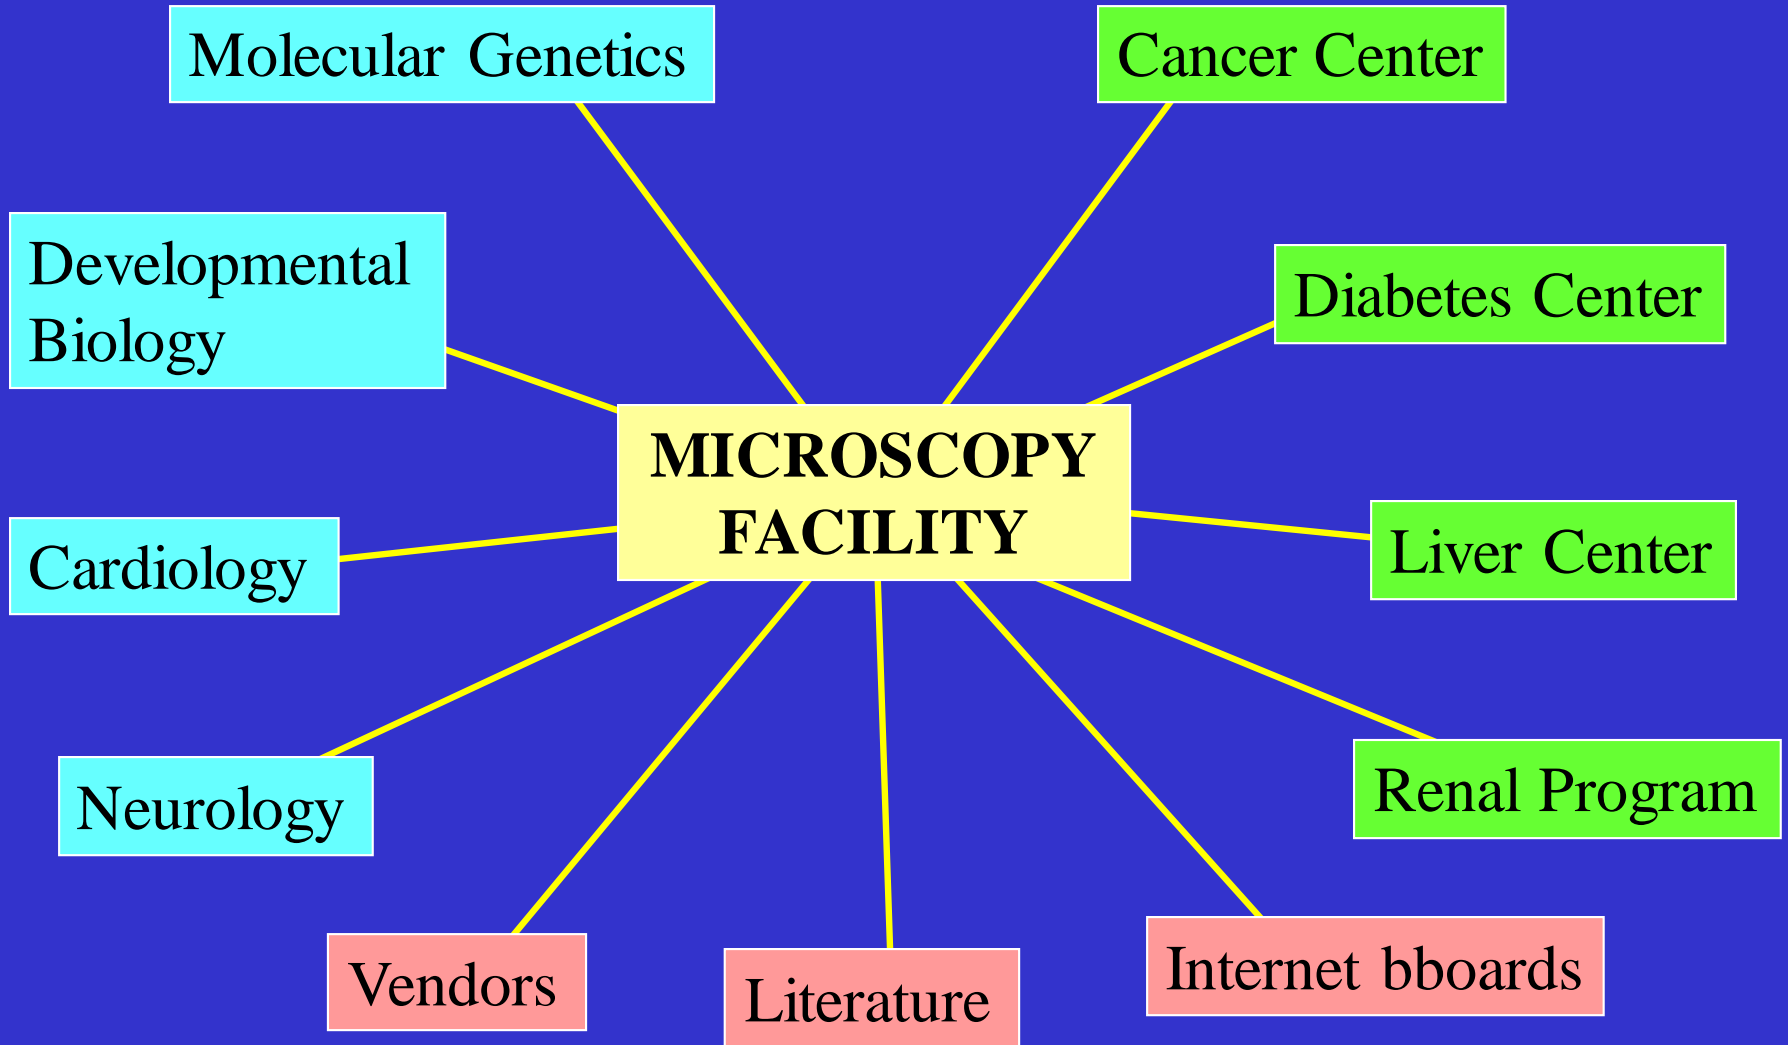 Molecular Genetics
Cancer Center
Developmental
Biology
Diabetes Center
MICROSCOPY
FACILITY
Cardiology
Liver Center
Neurology
Renal Program
Vendors
Literature
Internet bboards